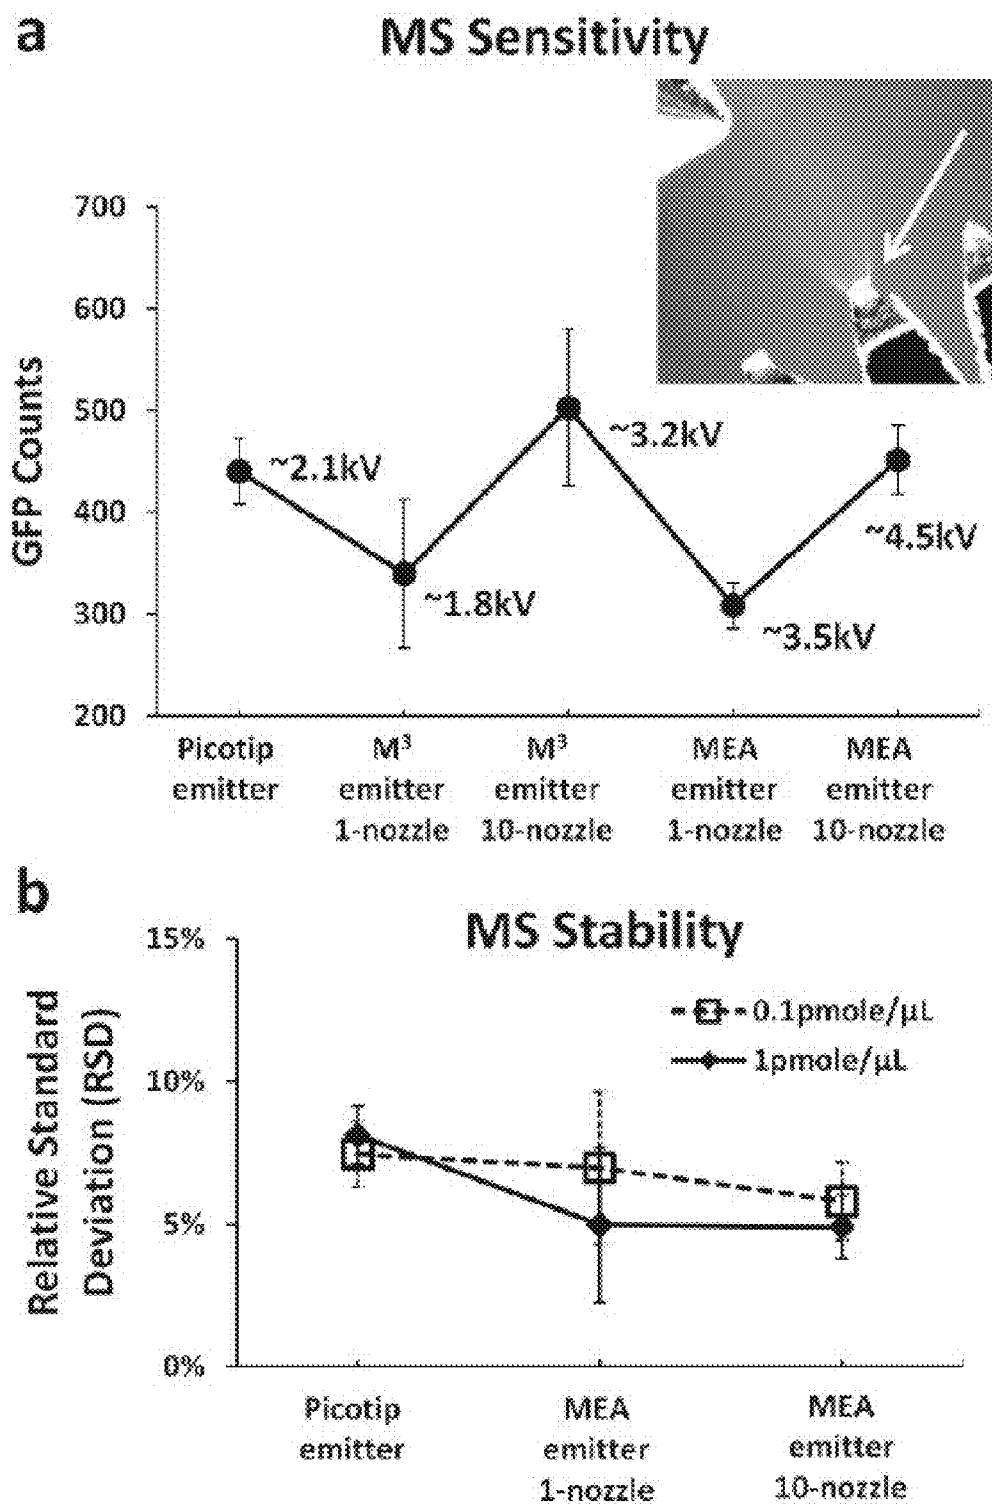 a
MS Sensitivity
700
600
500
400
300
200
GFP Counts
~2.1kV
~1.8kV
~3.2kV
~3.5kV
~4.5kV
Picotip
emitter
M³
emitter
1-nozzle
M³
emitter
10-nozzle
MEA
emitter
1-nozzle
MEA
emitter
10-nozzle
b
MS Stability
15%
10%
5%
0%
Relative Standard
Deviation (RSD)
0.1pmole/µL
1pmole/µL
Picotip
emitter
MEA
emitter
1-nozzle
MEA
emitter
10-nozzle